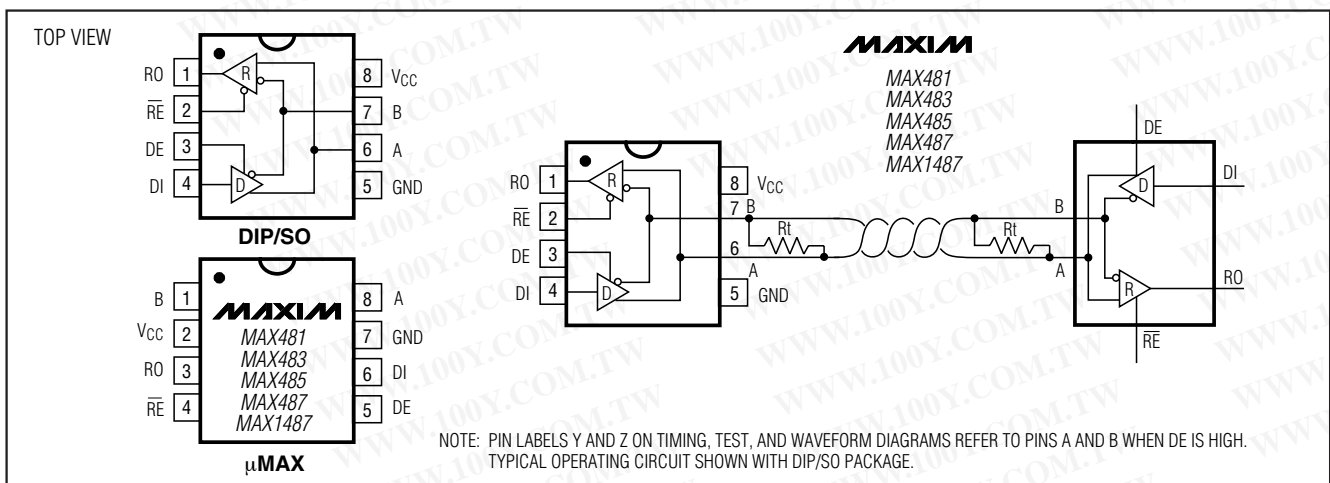 TOP VIEW
RO 1
R
8 VCC
RE 2
7 B
DE 3
6 A
DI 4
D
5 GND
DIP/SO
B 1
MAXIM
8 A
VCC 2
MAX481
7 GND
MAX483
RO 3
MAX485
6 DI
MAX487
RE 4
MAX1487
5 DE
µMAX
MAXIM
MAX481
MAX483
MAX485
MAX487
MAX1487
RO 1
R
8 VCC
RE 2
7 B
Rt
DE 3
6 A
DI 4
D
5 GND
DE
D
DI
B
Rt
A
R
RO
RE
NOTE: PIN LABELS Y AND Z ON TIMING, TEST, AND WAVEFORM DIAGRAMS REFER TO PINS A AND B WHEN DE IS HIGH.
TYPICAL OPERATING CIRCUIT SHOWN WITH DIP/SO PACKAGE.
WWW.100Y.COM.TW